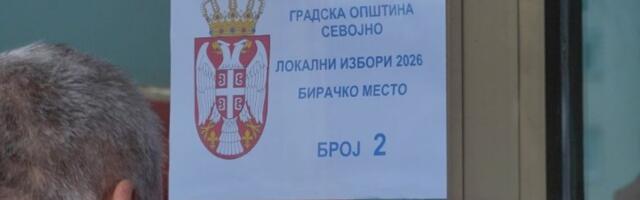 ГРАДСКА ОПШТИНА
СЕВОЈНО
ЛОКАЛНИ ИЗБОРИ 2026
БИРАЧКО МЕСТО
БРОЈ 2